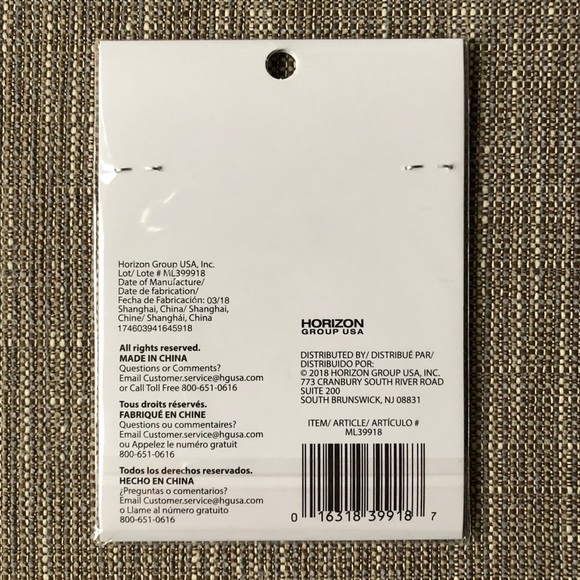 Horizon Group USA, Inc.
Lot/ Lote # ML399918
Date of Manufacture/
Date de fabrication/
Fecha de Fabricación: 03/18
Shanghai, China/ Shanghai,
Chine/ Shanghái, China
174603941645918
All rights reserved.
MADE IN CHINA
Questions or Comments?
Email Customer.service@hgusa.com
or Call Toll Free 800-651-0616
Tous droits réservés.
FABRIQUÉ EN CHINE
Questions ou commentaires?
Email Customer.service@hgusa.com
ou Appelez le numéro gratuit
800-651-0616
Todos los derechos reservados.
HECHO EN CHINA
¿Preguntas o comentarios?
Email Customer.service@hgusa.com
o Llame al número gratuito
800-651-0616
HORIZON
GROUP USA
DISTRIBUTED BY/ DISTRIBUÉ PAR/
DISTRIBUIDO POR:
© 2018 HORIZON GROUP USA, INC.
773 CRANBURY SOUTH RIVER ROAD
SUITE 200
SOUTH BRUNSWICK, NJ 08831
ITEM/ ARTICLE/ ARTÍCULO #
ML39918
0 16318 39918 7